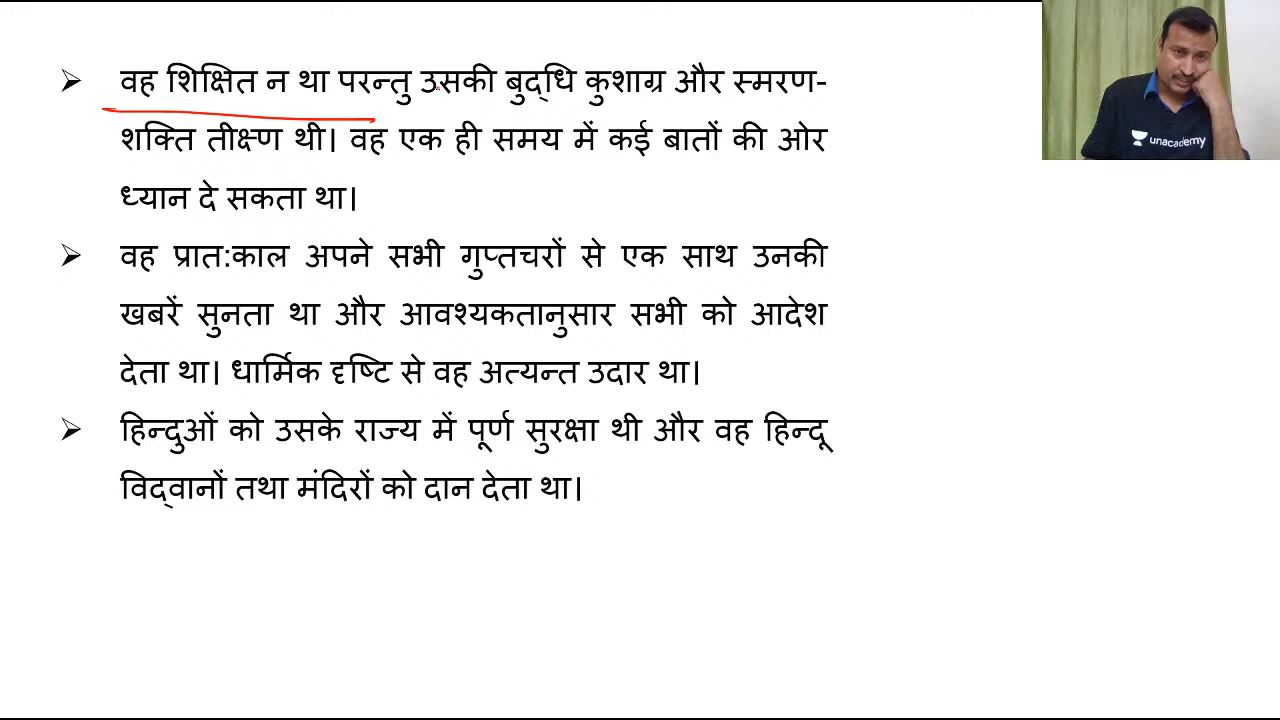 ➤ वह शिक्षित न था परन्तु उसकी बुद्धि कुशाग्र और स्मरण-
शक्ति तीक्ष्ण थी। वह एक ही समय में कई बातों की ओर
ध्यान दे सकता था।
➤ वह प्रात:काल अपने सभी गुप्तचरों से एक साथ उनकी
खबरें सुनता था और आवश्यकतानुसार सभी को आदेश
देता था। धार्मिक दृष्टि से वह अत्यन्त उदार था।
➤ हिन्दुओं को उसके राज्य में पूर्ण सुरक्षा थी और वह हिन्दू
विद्वानों तथा मंदिरों को दान देता था।
unacademy